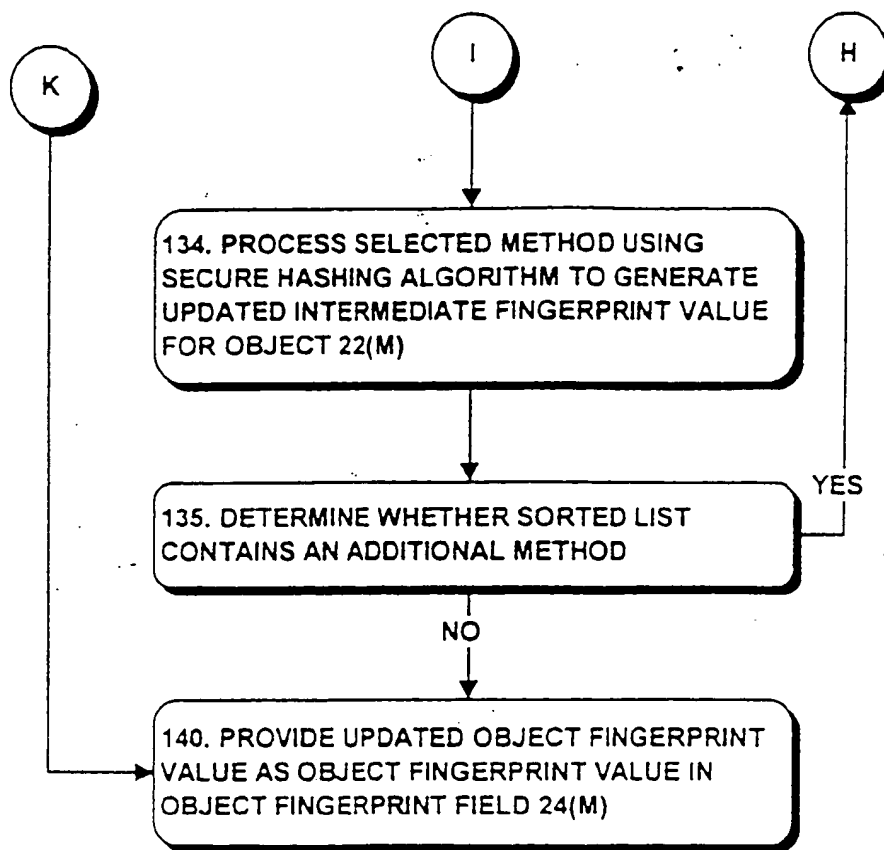 K
I
H
134. PROCESS SELECTED METHOD USING
SECURE HASHING ALGORITHM TO GENERATE
UPDATED INTERMEDIATE FINGERPRINT VALUE
FOR OBJECT 22(M)
YES
135. DETERMINE WHETHER SORTED LIST
CONTAINS AN ADDITIONAL METHOD
NO
140. PROVIDE UPDATED OBJECT FINGERPRINT
VALUE AS OBJECT FINGERPRINT VALUE IN
OBJECT FINGERPRINT FIELD 24(M)